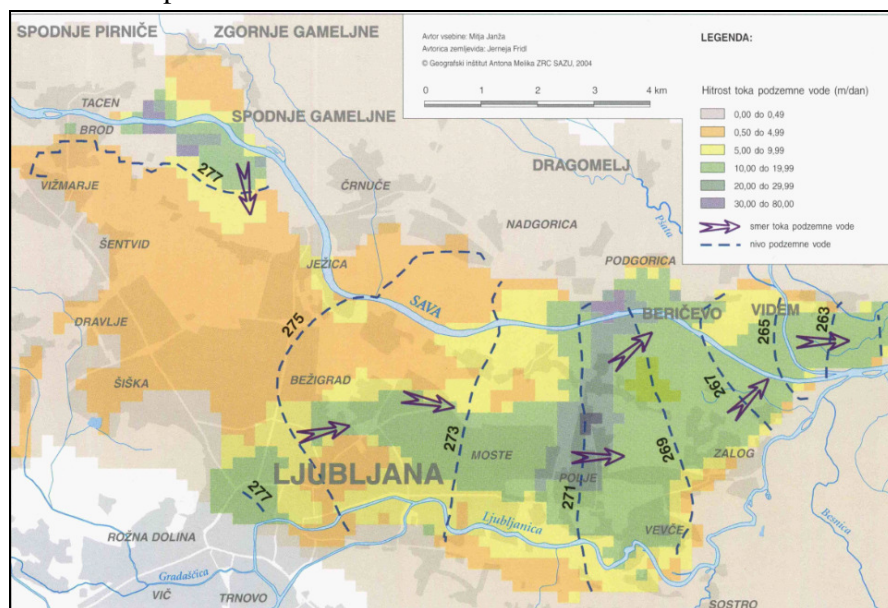 SPODNJE PIRNIČE
ZGORNJE GAMELJNE
Avtor vsebine: Mitja Janža
Avtorica zemljevida: Jerneja Fridl
© Geografski inštitut Antona Melika ZRC SAZU, 2004
0 1 2 3 4 km
LEGENDA:
Hitrost toka podzemne vode (m/dan)
0,00 do 0,49
0,50 do 4,99
5,00 do 9,99
10,00 do 19,99
20,00 do 29,99
30,00 do 80,00
smer toka podzemne vode
nivo podzemne vode
TACEN
BROD
SPODNJE GAMELJNE
VIŽMARJE
277
ČRNUČE
DRAGOMELJ
Pšata
ŠENTVID
NADGORICA
JEŽICA
PODGORICA
SAVA
BERIČEVO
VIDEM
265
263
DRAVLJE
275
ŠIŠKA
BEŽIGRAD
267
273
269
LJUBLJANA
MOSTE
POLJE
271
ZALOG
277
Ljubljanica
VEVČE
Besnica
ROŽNA DOLINA
Gradaščica
VIČ
TRNOVO
SOSTRO